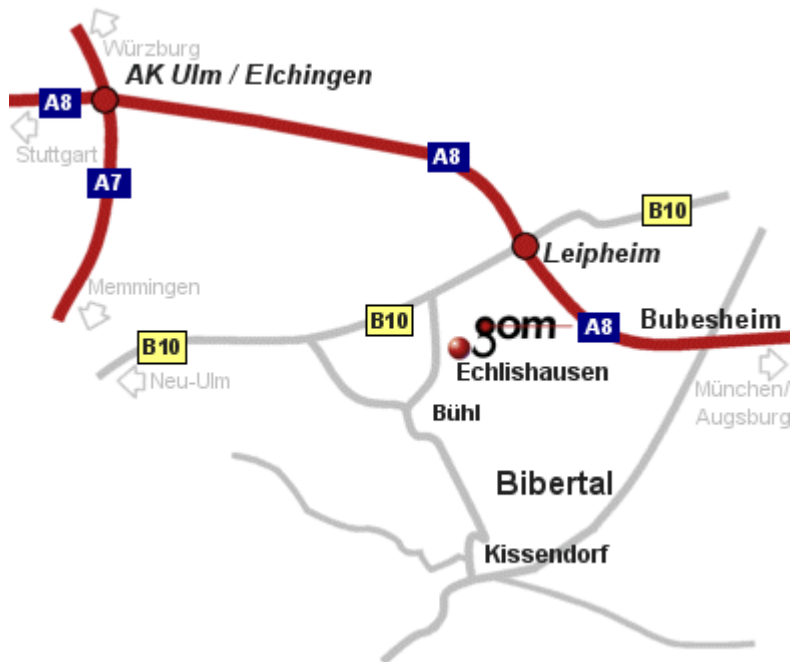 Würzburg
AK Ulm / Elchingen
A8
Stuttgart
A8
A7
B10
Leipheim
Memmingen
B10
gom
A8
Bubesheim
B10
Echlishausen
Neu-Ulm
München/
Augsburg
Bühl
Bibertal
Kissendorf